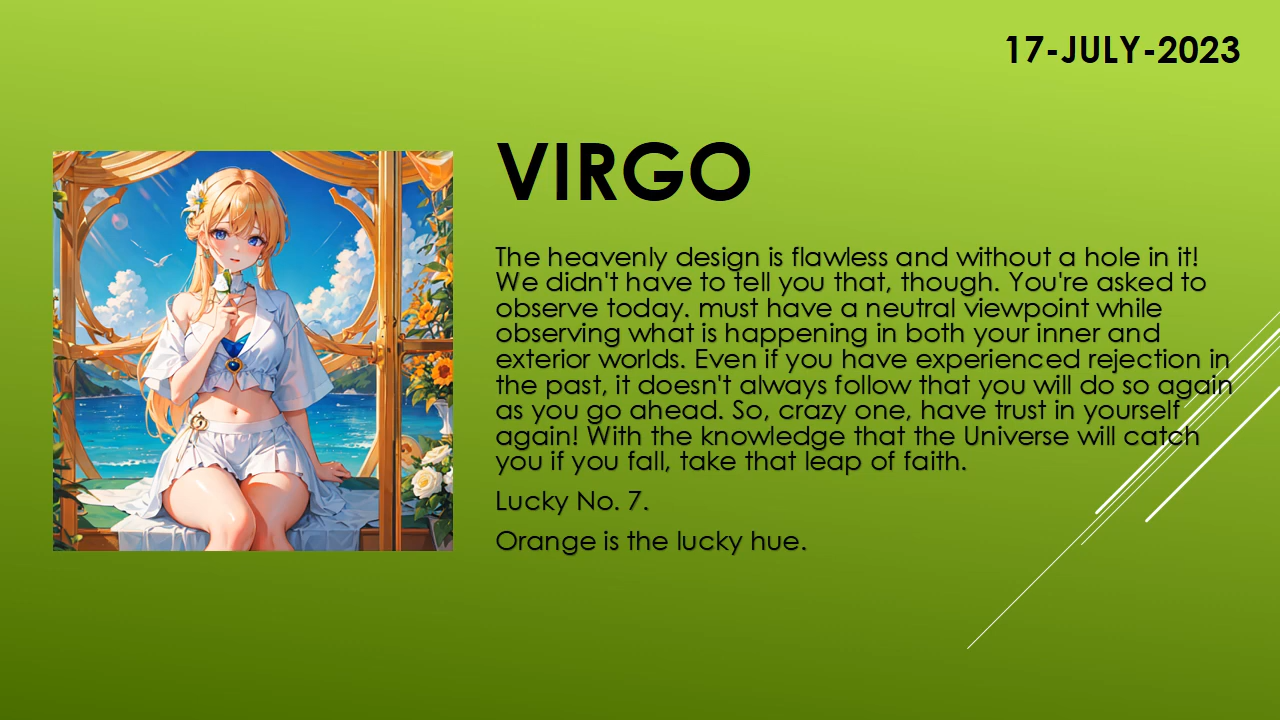 17-JULY-2023
VIRGO
The heavenly design is flawless and without a hole in it!
We didn't have to tell you that, though. You're asked to
observe today. must have a neutral viewpoint while
observing what is happening in both your inner and
exterior worlds. Even if you have experienced rejection in
the past, it doesn't always follow that you will do so again
as you go ahead. So, crazy one, have trust in yourself
again! With the knowledge that the Universe will catch
you if you fall, take that leap of faith.
Lucky No. 7.
Orange is the lucky hue.